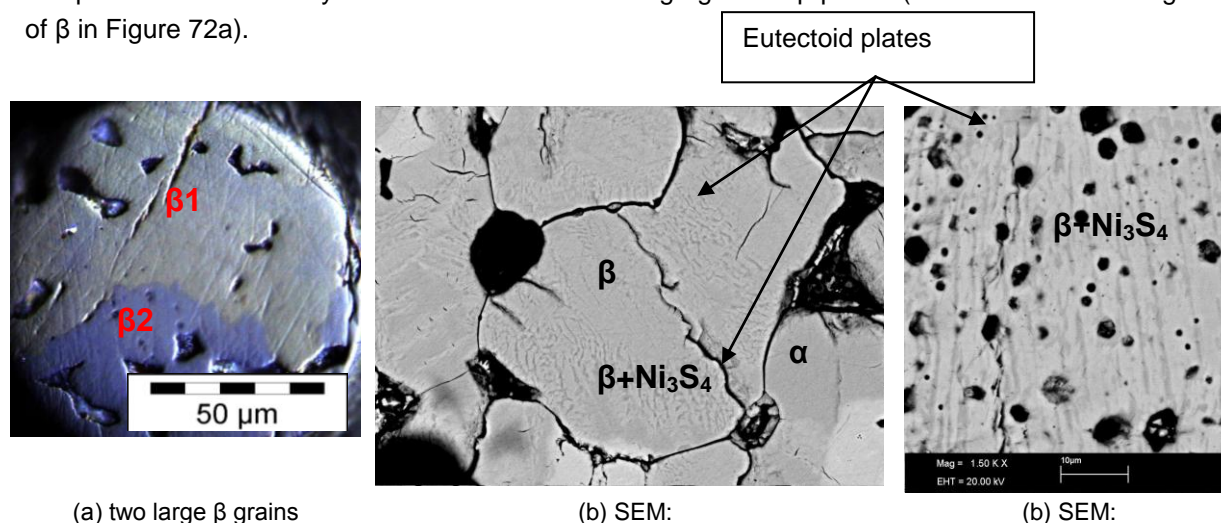 of β in Figure 72a).
Eutectoid plates
β1
β2
50 µm
β
β+Ni₃S₄
α
β+Ni₃S₄
Mag = 1.50 K X
EHT = 20.00 kV
10µm
(a) two large β grains
(b) SEM:
(b) SEM: